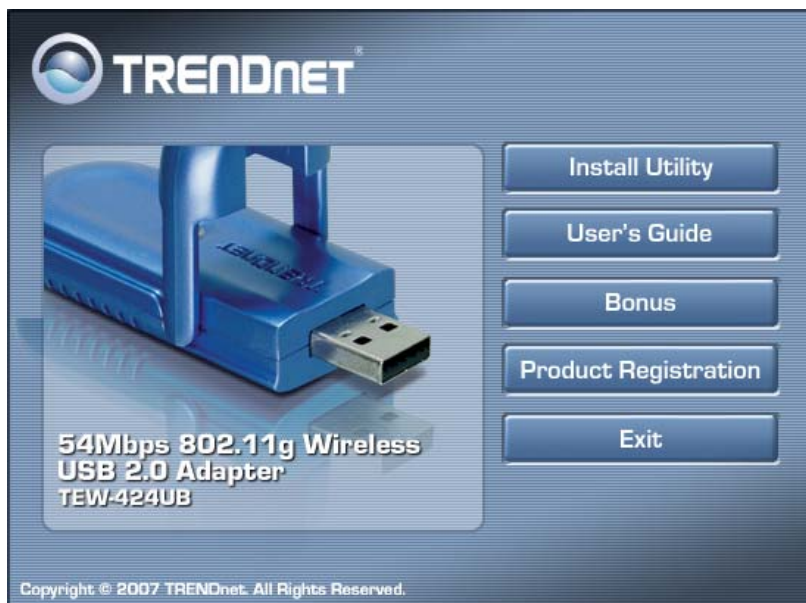 TRENDNET®
TRENDNET
54Mbps 802.11g Wireless
USB 2.0 Adapter
TEW-424UB
Install Utility
User's Guide
Bonus
Product Registration
Exit
Copyright © 2007 TRENDnet. All Rights Reserved.